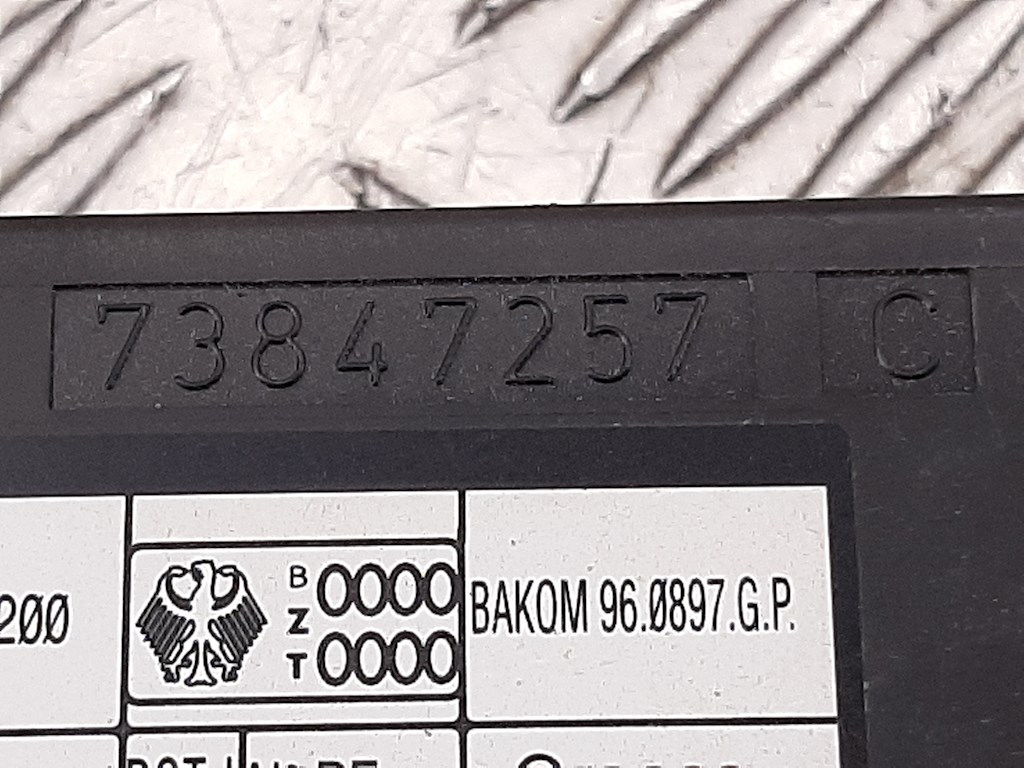 73847257 C
200
B 0000
Z
T 0000
BAKOM 96.0897.G.P.